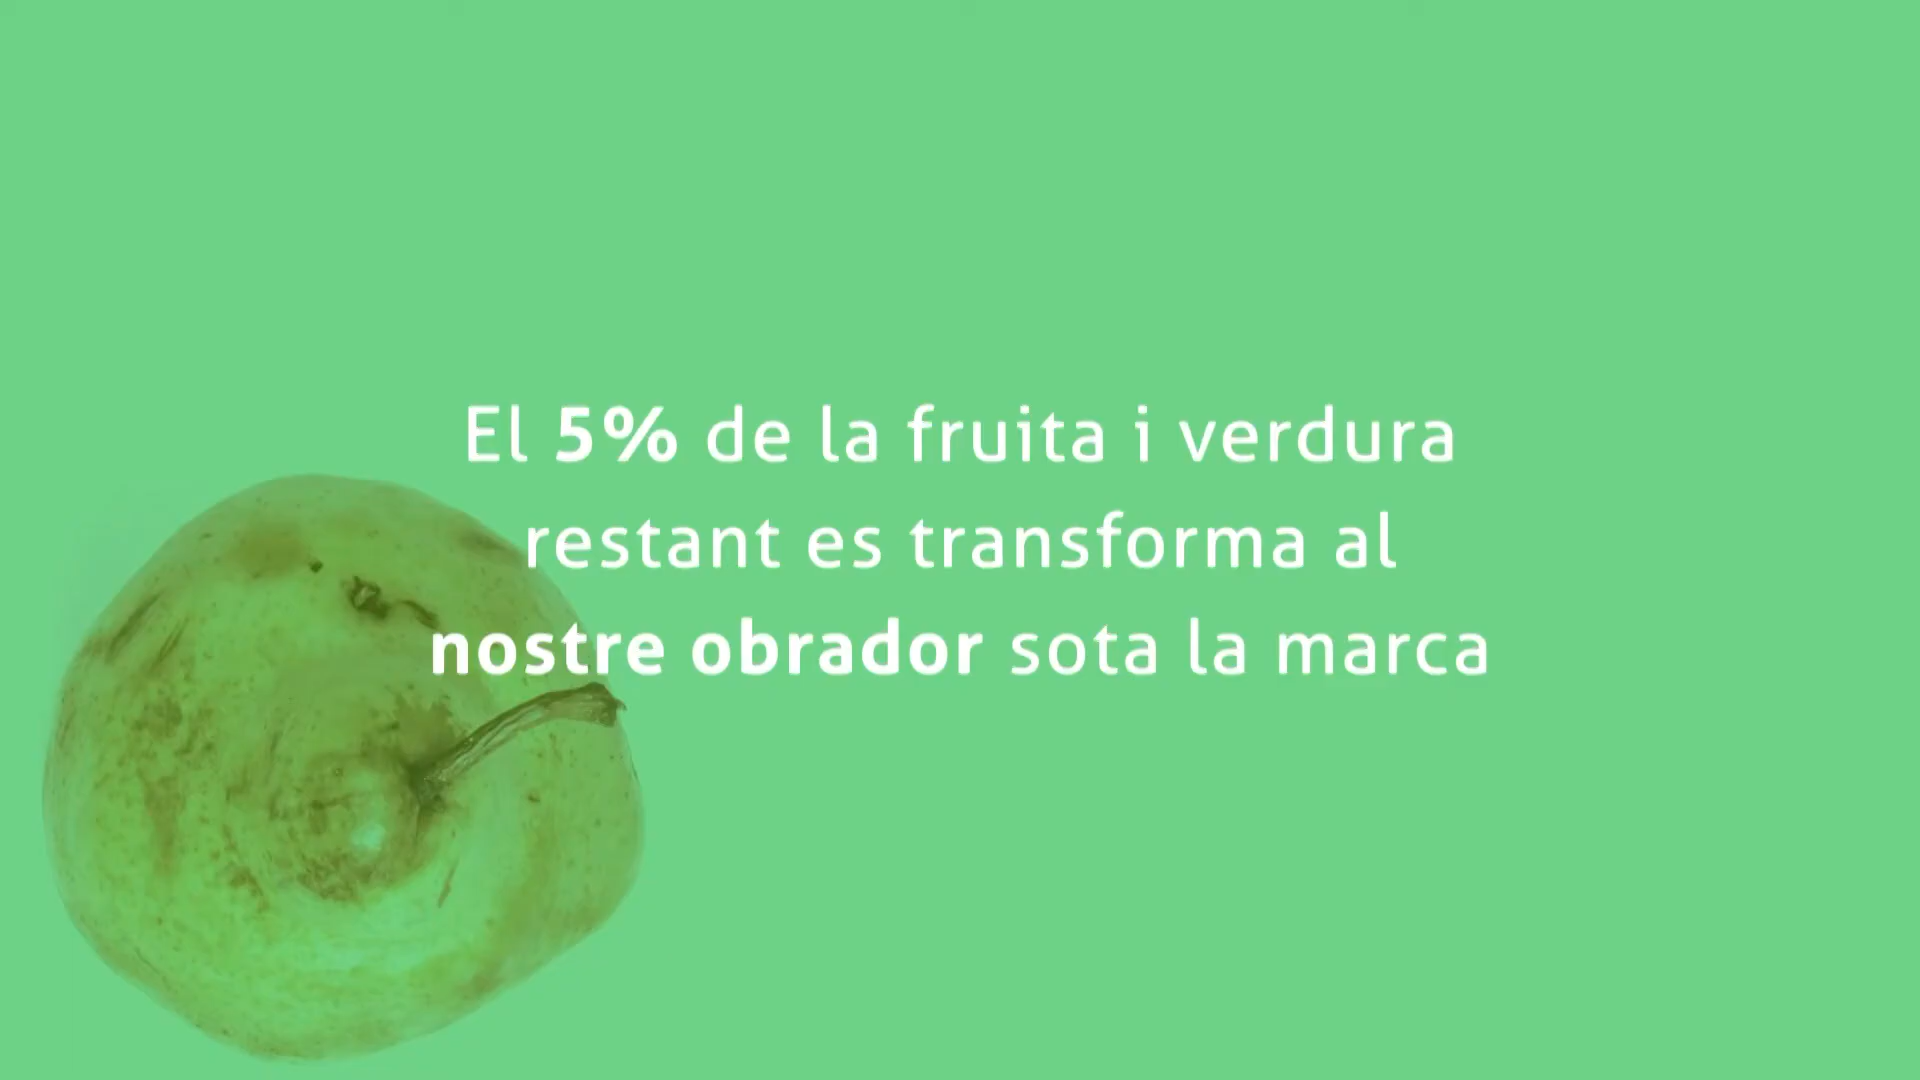 El 5% de la fruita i verdura
restant es transforma al
nostre obrador sota la marca